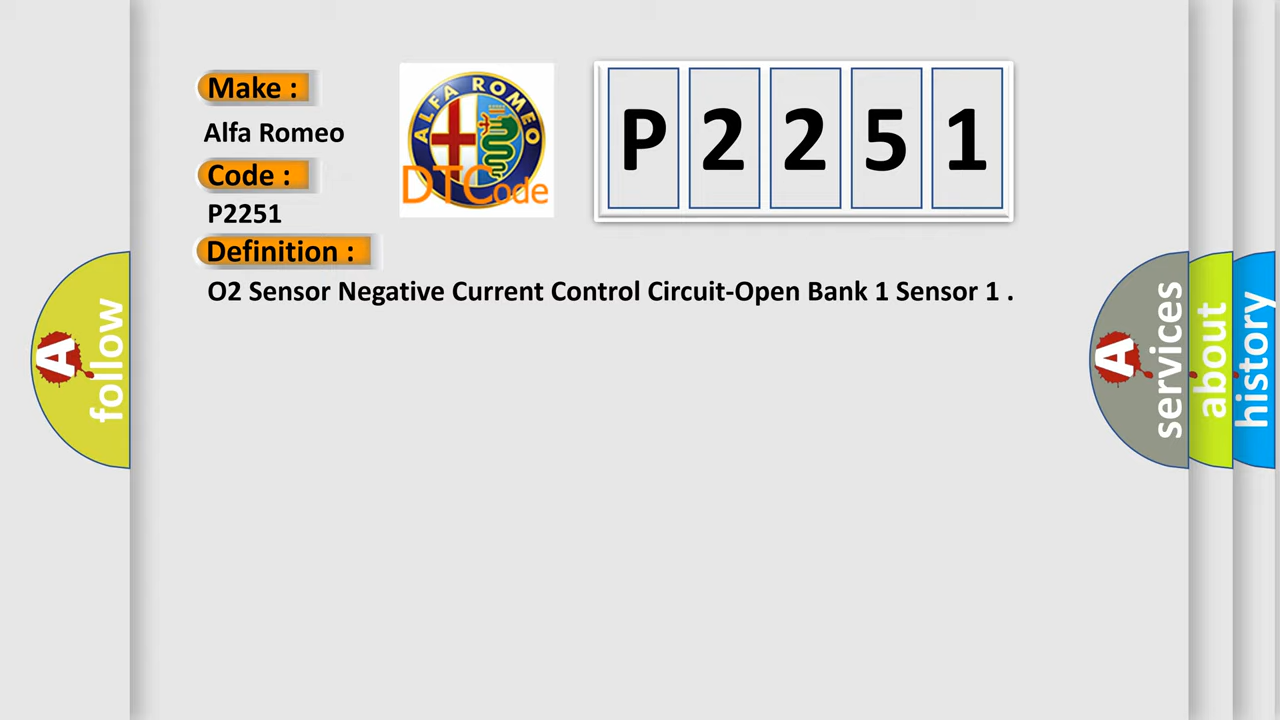 Make :
Alfa Romeo
Code :
P2251
Definition :
O2 Sensor Negative Current Control Circuit-Open Bank 1 Sensor 1 .
ALFA ROMEO
DTCode
P 2 2 5 1
A follow
A services
about
history